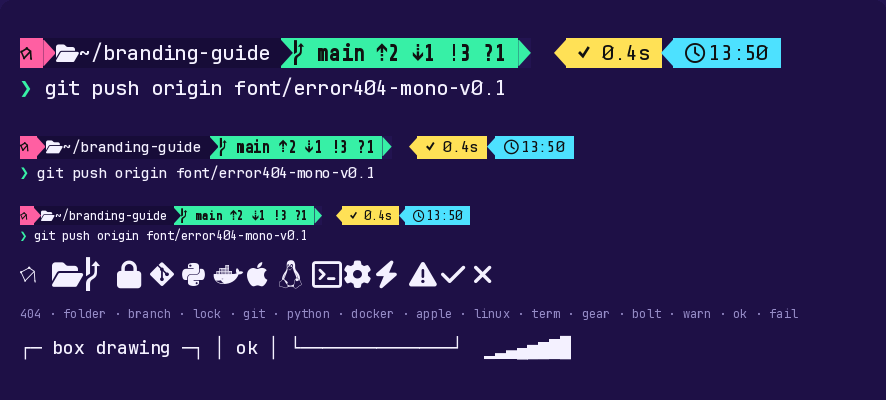 ~/branding-guide main ⇡2 ⇣1 !3 ?1 ✓ 0.4s 13:50
❯ git push origin font/error404-mono-v0.1
~/branding-guide main ⇡2 ⇣1 !3 ?1 ✓ 0.4s 13:50
❯ git push origin font/error404-mono-v0.1
~/branding-guide main ⇡2 ⇣1 !3 ?1 ✓ 0.4s 13:50
❯ git push origin font/error404-mono-v0.1
404 · folder · branch · lock · git · python · docker · apple · linux · term · gear · bolt · warn · ok · fail
┌─ box drawing ─┐ │ ok │ └───────────────┘ ▁▂▃▄▅▆▇█